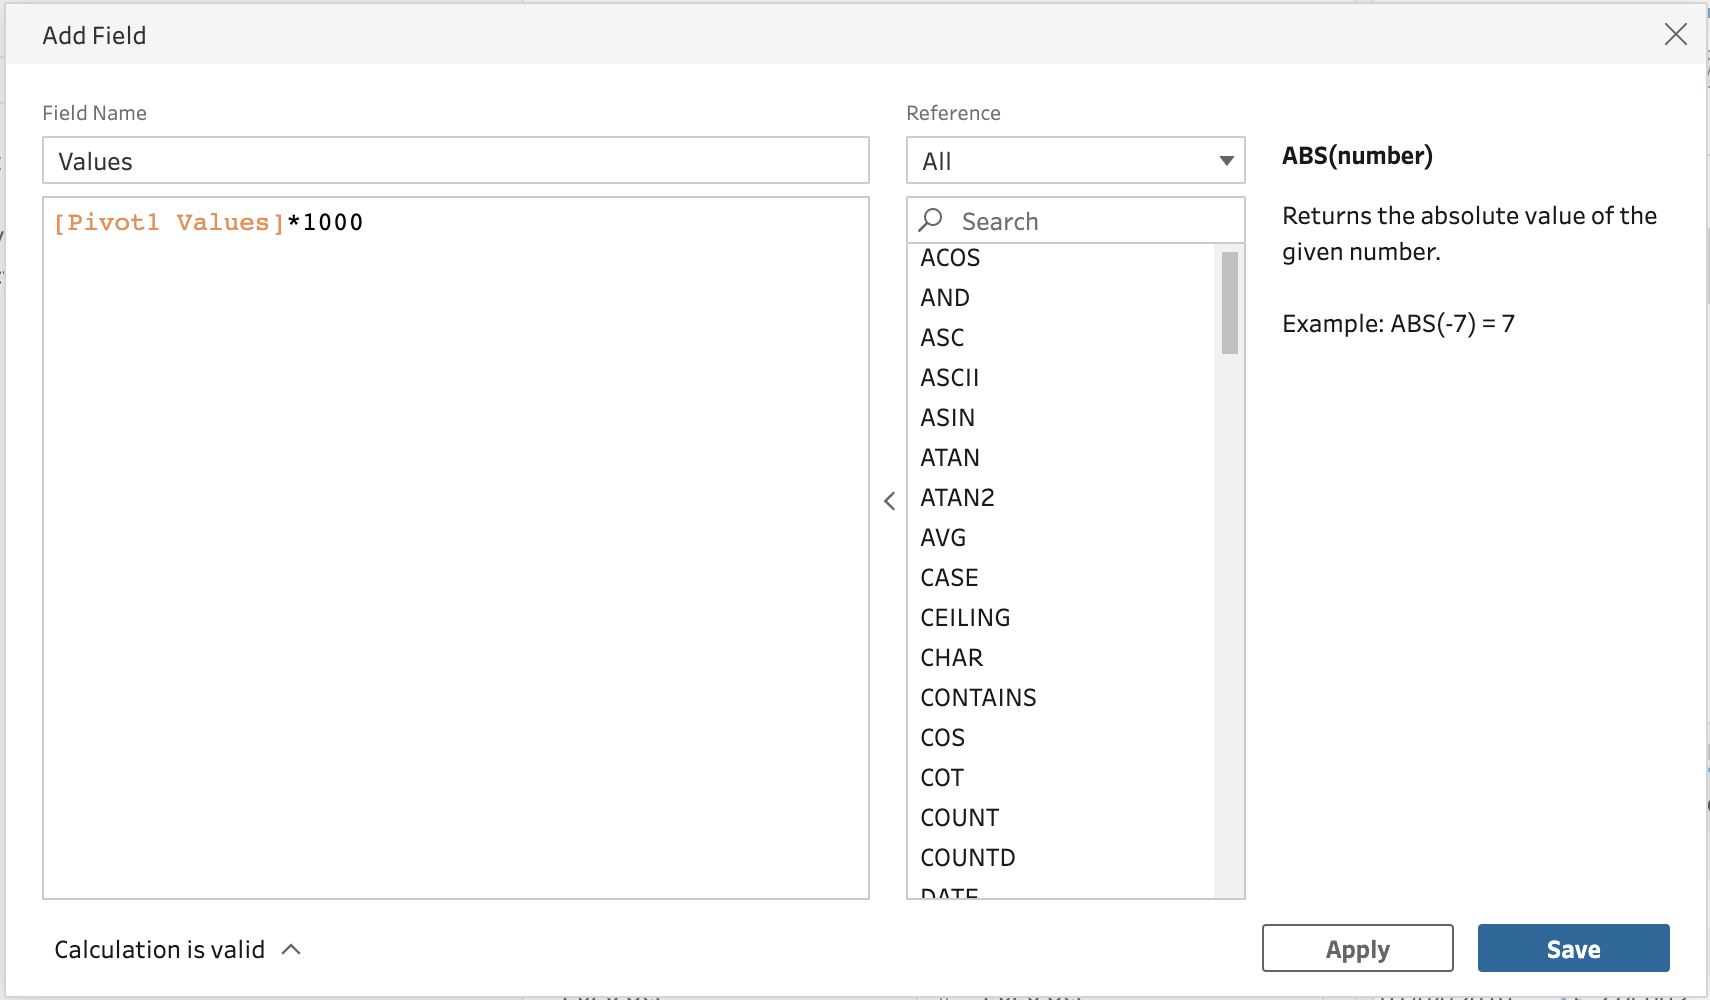 Add Field
Field Name
Values
[Pivot1 Values]*1000
Reference
All
Search
ACOS
AND
ASC
ASCII
ASIN
ATAN
ATAN2
AVG
CASE
CEILING
CHAR
CONTAINS
COS
COT
COUNT
COUNTD
DATE
ABS(number)
Returns the absolute value of the
given number.
Example: ABS(-7) = 7
Calculation is valid
Apply
Save